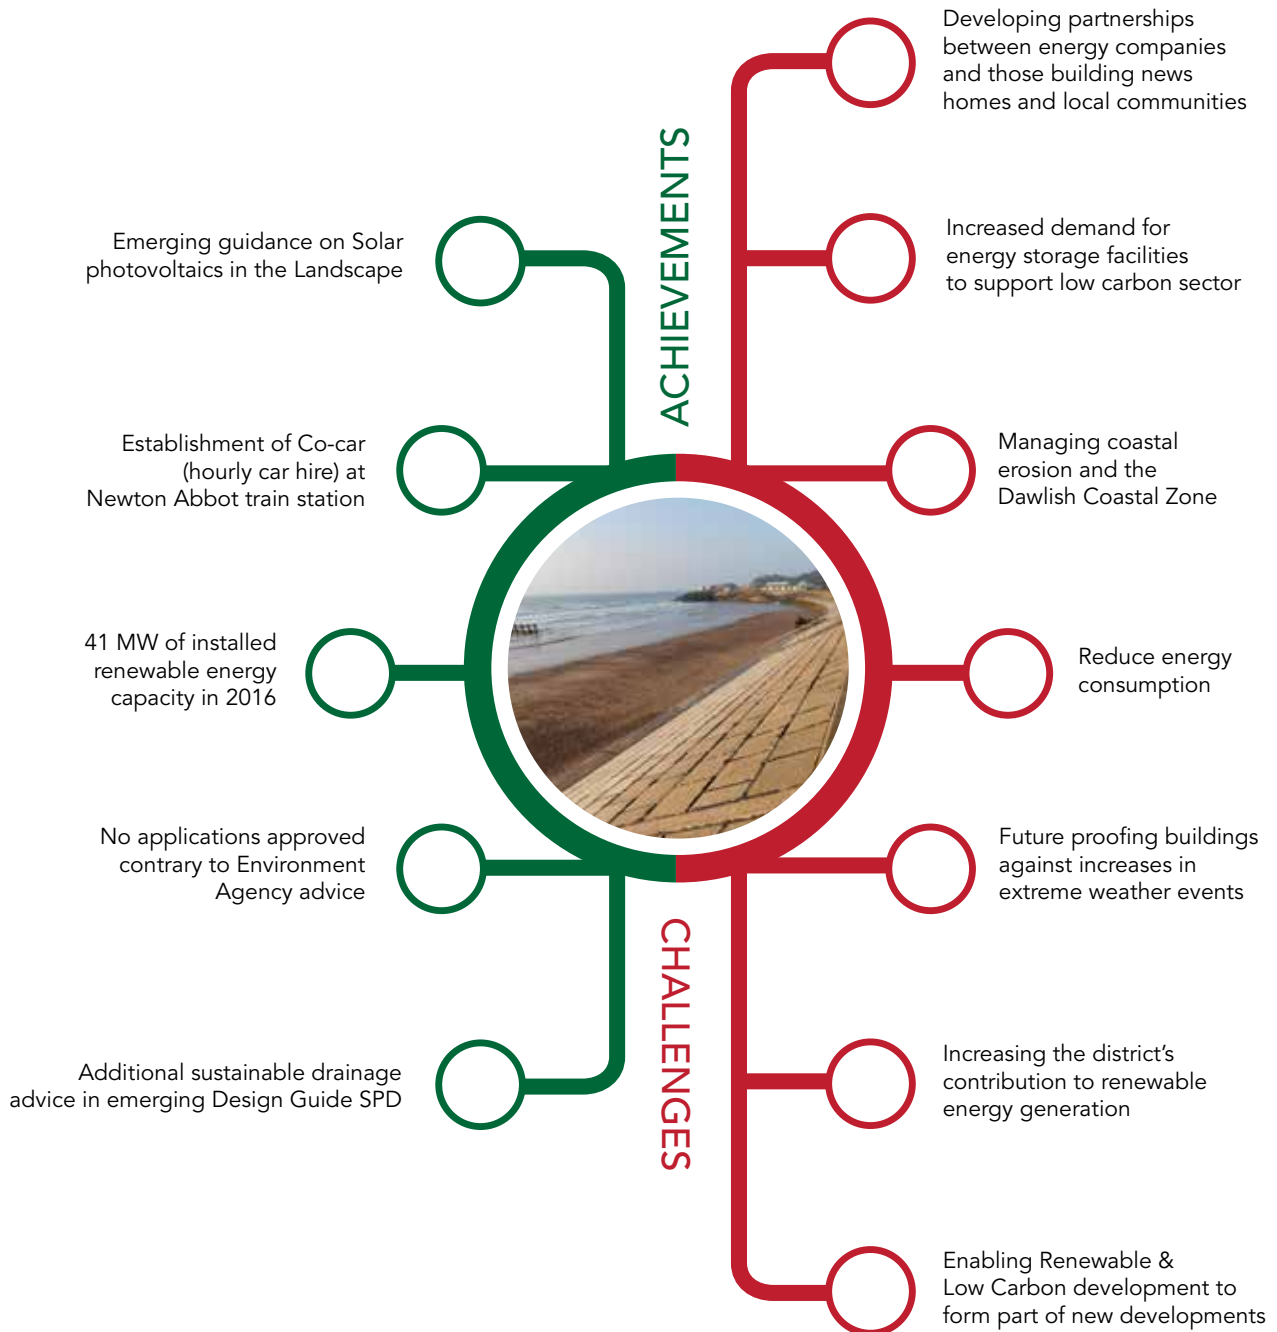 ACHIEVEMENTS
Emerging guidance on Solar
photovoltaics in the Landscape
Establishment of Co-car
(hourly car hire) at
Newton Abbot train station
41 MW of installed
renewable energy
capacity in 2016
No applications approved
contrary to Environment
Agency advice
Additional sustainable drainage
advice in emerging Design Guide SPD
CHALLENGES
Developing partnerships
between energy companies
and those building news
homes and local communities
Increased demand for
energy storage facilities
to support low carbon sector
Managing coastal
erosion and the
Dawlish Coastal Zone
Reduce energy
consumption
Future proofing buildings
against increases in
extreme weather events
Increasing the district’s
contribution to renewable
energy generation
Enabling Renewable &
Low Carbon development to
form part of new developments